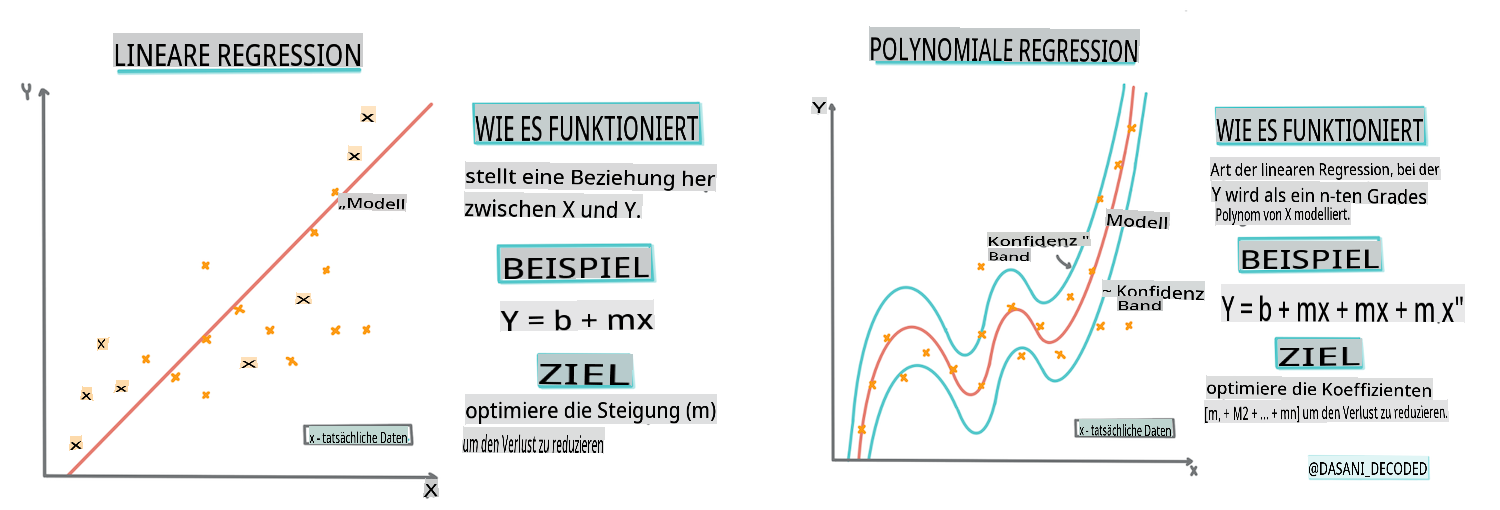 LINEARE REGRESSION
Y
x
x
„Modell
x
x
x
x
x
x
x - tatsächliche Daten
X
WIE ES FUNKTIONIERT
stellt eine Beziehung her
zwischen X und Y.
BEISPIEL
Y = b + mx
ZIEL
optimiere die Steigung (m)
um den Verlust zu reduzieren
POLYNOMIALE REGRESSION
Y
Modell
Konfidenz "
Band
~ Konfidenz
Band
x - tatsächliche Daten
x
WIE ES FUNKTIONIERT
Art der linearen Regression, bei der
Y wird als ein n-ten Grades
Polynom von X modelliert.
BEISPIEL
Y = b + mx + mx + m x"
ZIEL
optimiere die Koeffizienten
[m, + M2 + ... + mn] um den Verlust zu reduzieren.
@DASANI_DECODED